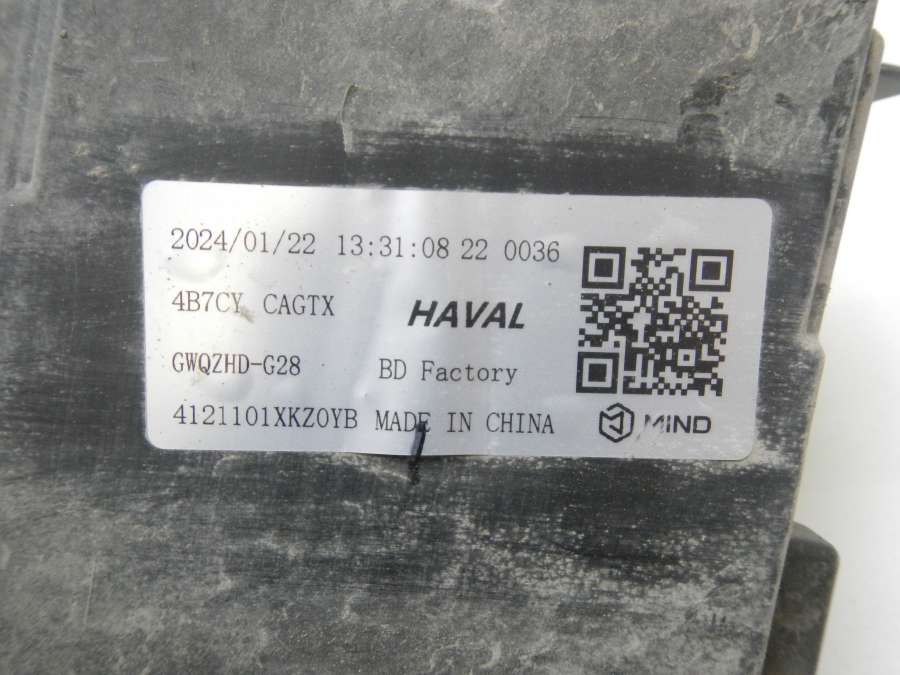 2024/01/22 13:31:08 22 0036
4B7CY CAGTX HAVAL
GWQZHD-G28 BD Factory
4121101XKZ0YB MADE IN CHINA MIND